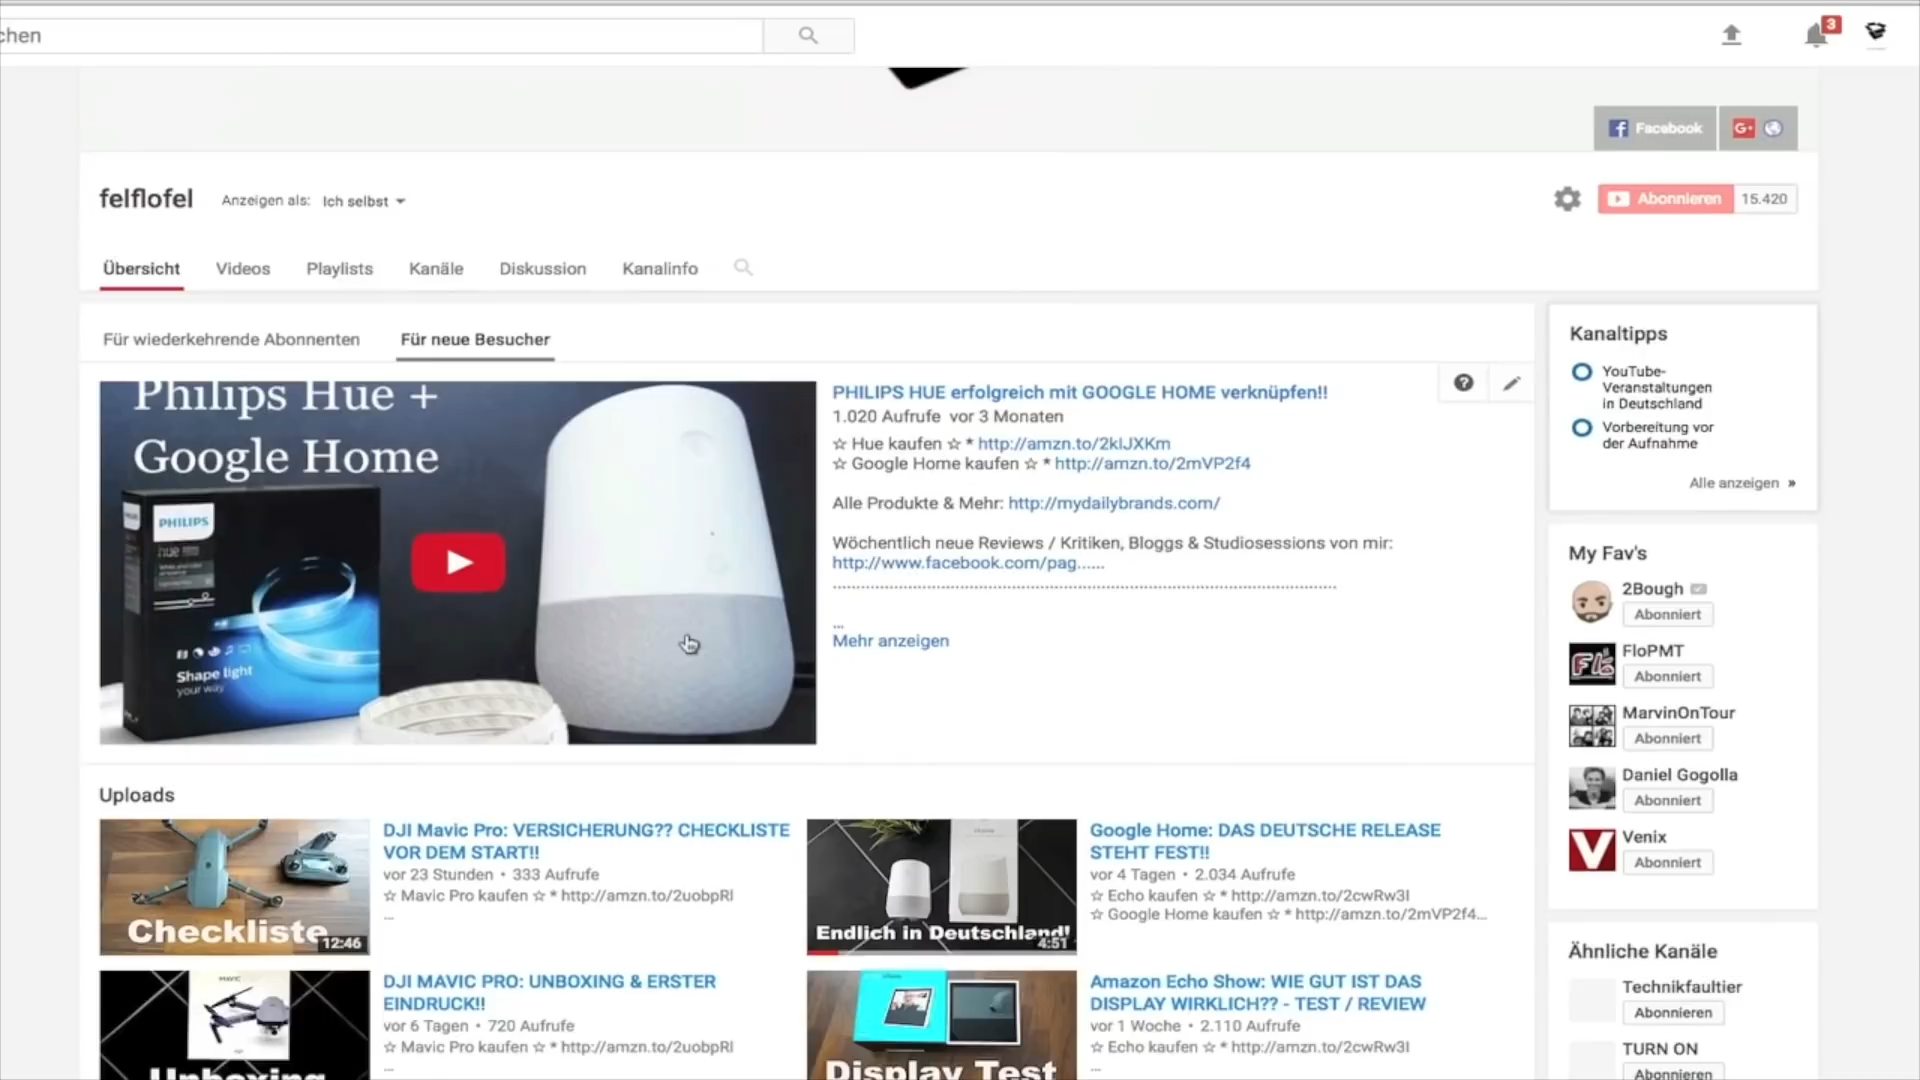 chen
3
Facebook
G+
felflofel
Anzeigen als: Ich selbst
Abonnieren 15.420
Übersicht Videos Playlists Kanäle Diskussion Kanalinfo
Für wiederkehrende Abonnenten Für neue Besucher
Philips Hue +
Google Home
PHILIPS
hue
Shape light
your way
PHILIPS HUE erfolgreich mit GOOGLE HOME verknüpfen!!
1.020 Aufrufe vor 3 Monaten
☆ Hue kaufen ☆ * http://amzn.to/2klJXKm
☆ Google Home kaufen ☆ * http://amzn.to/2mVP2f4
Alle Produkte & Mehr: http://mydailybrands.com/
Wöchentlich neue Reviews / Kritiken, Bloggs & Studiosessions von mir:
http://www.facebook.com/pag......
...
Mehr anzeigen
Kanaltipps
YouTube-
Veranstaltungen
in Deutschland
Vorbereitung vor
der Aufnahme
Alle anzeigen »
My Fav's
2Bough
Abonniert
FloPMT
Abonniert
MarvinOnTour
Abonniert
Daniel Gogolla
Abonniert
V
Venix
Abonniert
Ähnliche Kanäle
Technikfaultier
Abonnieren
TURN ON
Abonnieren
Uploads
Checkliste
12:46
DJI Mavic Pro: VERSICHERUNG?? CHECKLISTE
VOR DEM START!!
vor 23 Stunden • 333 Aufrufe
☆ Mavic Pro kaufen ☆ * http://amzn.to/2uobpRl
...
Endlich in Deutschland!
4:51
Google Home: DAS DEUTSCHE RELEASE
STEHT FEST!!
vor 4 Tagen • 2.034 Aufrufe
☆ Echo kaufen ☆ * http://amzn.to/2cwRw3l
☆ Google Home kaufen ☆ * http://amzn.to/2mVP2f4...
MAVIC
Unboxing
DJI MAVIC PRO: UNBOXING & ERSTER
EINDRUCK!!
vor 6 Tagen • 720 Aufrufe
☆ Mavic Pro kaufen ☆ * http://amzn.to/2uobpRl
...
Display Test
Amazon Echo Show: WIE GUT IST DAS
DISPLAY WIRKLICH?? - TEST / REVIEW
vor 1 Woche • 2.110 Aufrufe
☆ Echo kaufen ☆ * http://amzn.to/2cwRw3l
...